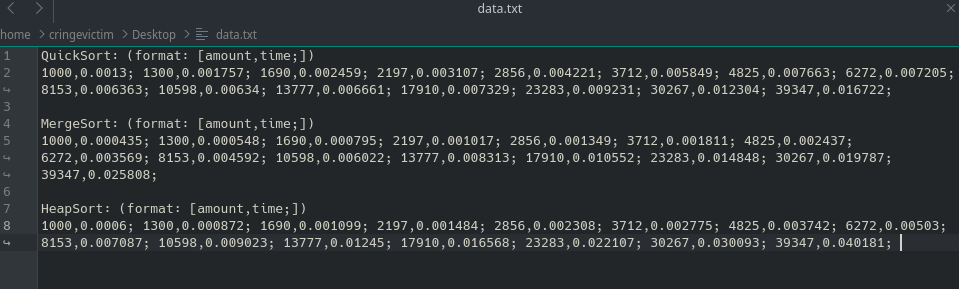 data.txt
home > cringevictim > Desktop > data.txt
1 QuickSort: (format: [amount,time;])
2 1000,0.0013; 1300,0.001757; 1690,0.002459; 2197,0.003107; 2856,0.004221; 3712,0.005849; 4825,0.007663; 6272,0.007205;
8153,0.006363; 10598,0.00634; 13777,0.006661; 17910,0.007329; 23283,0.009231; 30267,0.012304; 39347,0.016722;
3
4 MergeSort: (format: [amount,time;])
5 1000,0.000435; 1300,0.000548; 1690,0.000795; 2197,0.001017; 2856,0.001349; 3712,0.001811; 4825,0.002437;
6272,0.003569; 8153,0.004592; 10598,0.006022; 13777,0.008313; 17910,0.010552; 23283,0.014848; 30267,0.019787;
39347,0.025808;
6
7 HeapSort: (format: [amount,time;])
8 1000,0.0006; 1300,0.000872; 1690,0.001099; 2197,0.001484; 2856,0.002308; 3712,0.002775; 4825,0.003742; 6272,0.00503;
8153,0.007087; 10598,0.009023; 13777,0.01245; 17910,0.016568; 23283,0.022107; 30267,0.030093; 39347,0.040181;